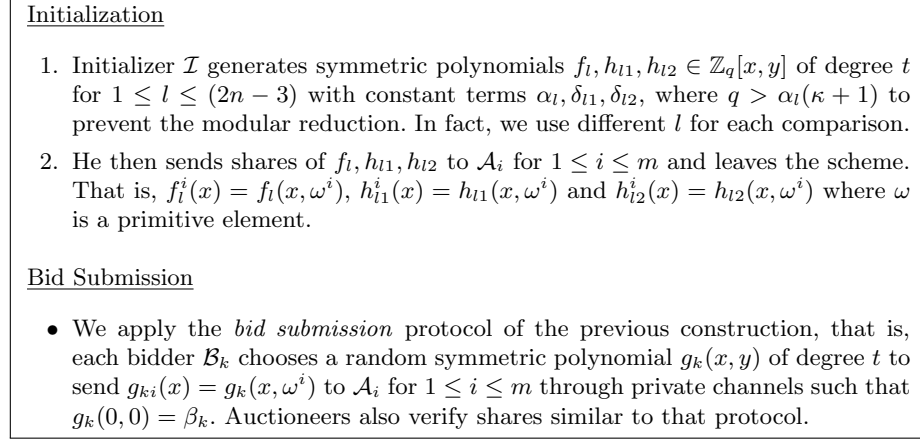 Initialization
1. Initializer 𝓘 generates symmetric polynomials f_l, h_{l1}, h_{l2} ∈ ℤ_q[x, y] of degree t
for 1 ≤ l ≤ (2n − 3) with constant terms α_l, δ_{l1}, δ_{l2}, where q > α_l(κ + 1) to
prevent the modular reduction. In fact, we use different l for each comparison.
2. He then sends shares of f_l, h_{l1}, h_{l2} to 𝒜_i for 1 ≤ i ≤ m and leaves the scheme.
That is, f_l^i(x) = f_l(x, ω^i), h_{l1}^i(x) = h_{l1}(x, ω^i) and h_{l2}^i(x) = h_{l2}(x, ω^i) where ω
is a primitive element.
Bid Submission
• We apply the bid submission protocol of the previous construction, that is,
each bidder ℬ_k chooses a random symmetric polynomial g_k(x, y) of degree t to
send g_{ki}(x) = g_k(x, ω^i) to 𝒜_i for 1 ≤ i ≤ m through private channels such that
g_k(0, 0) = β_k. Auctioneers also verify shares similar to that protocol.